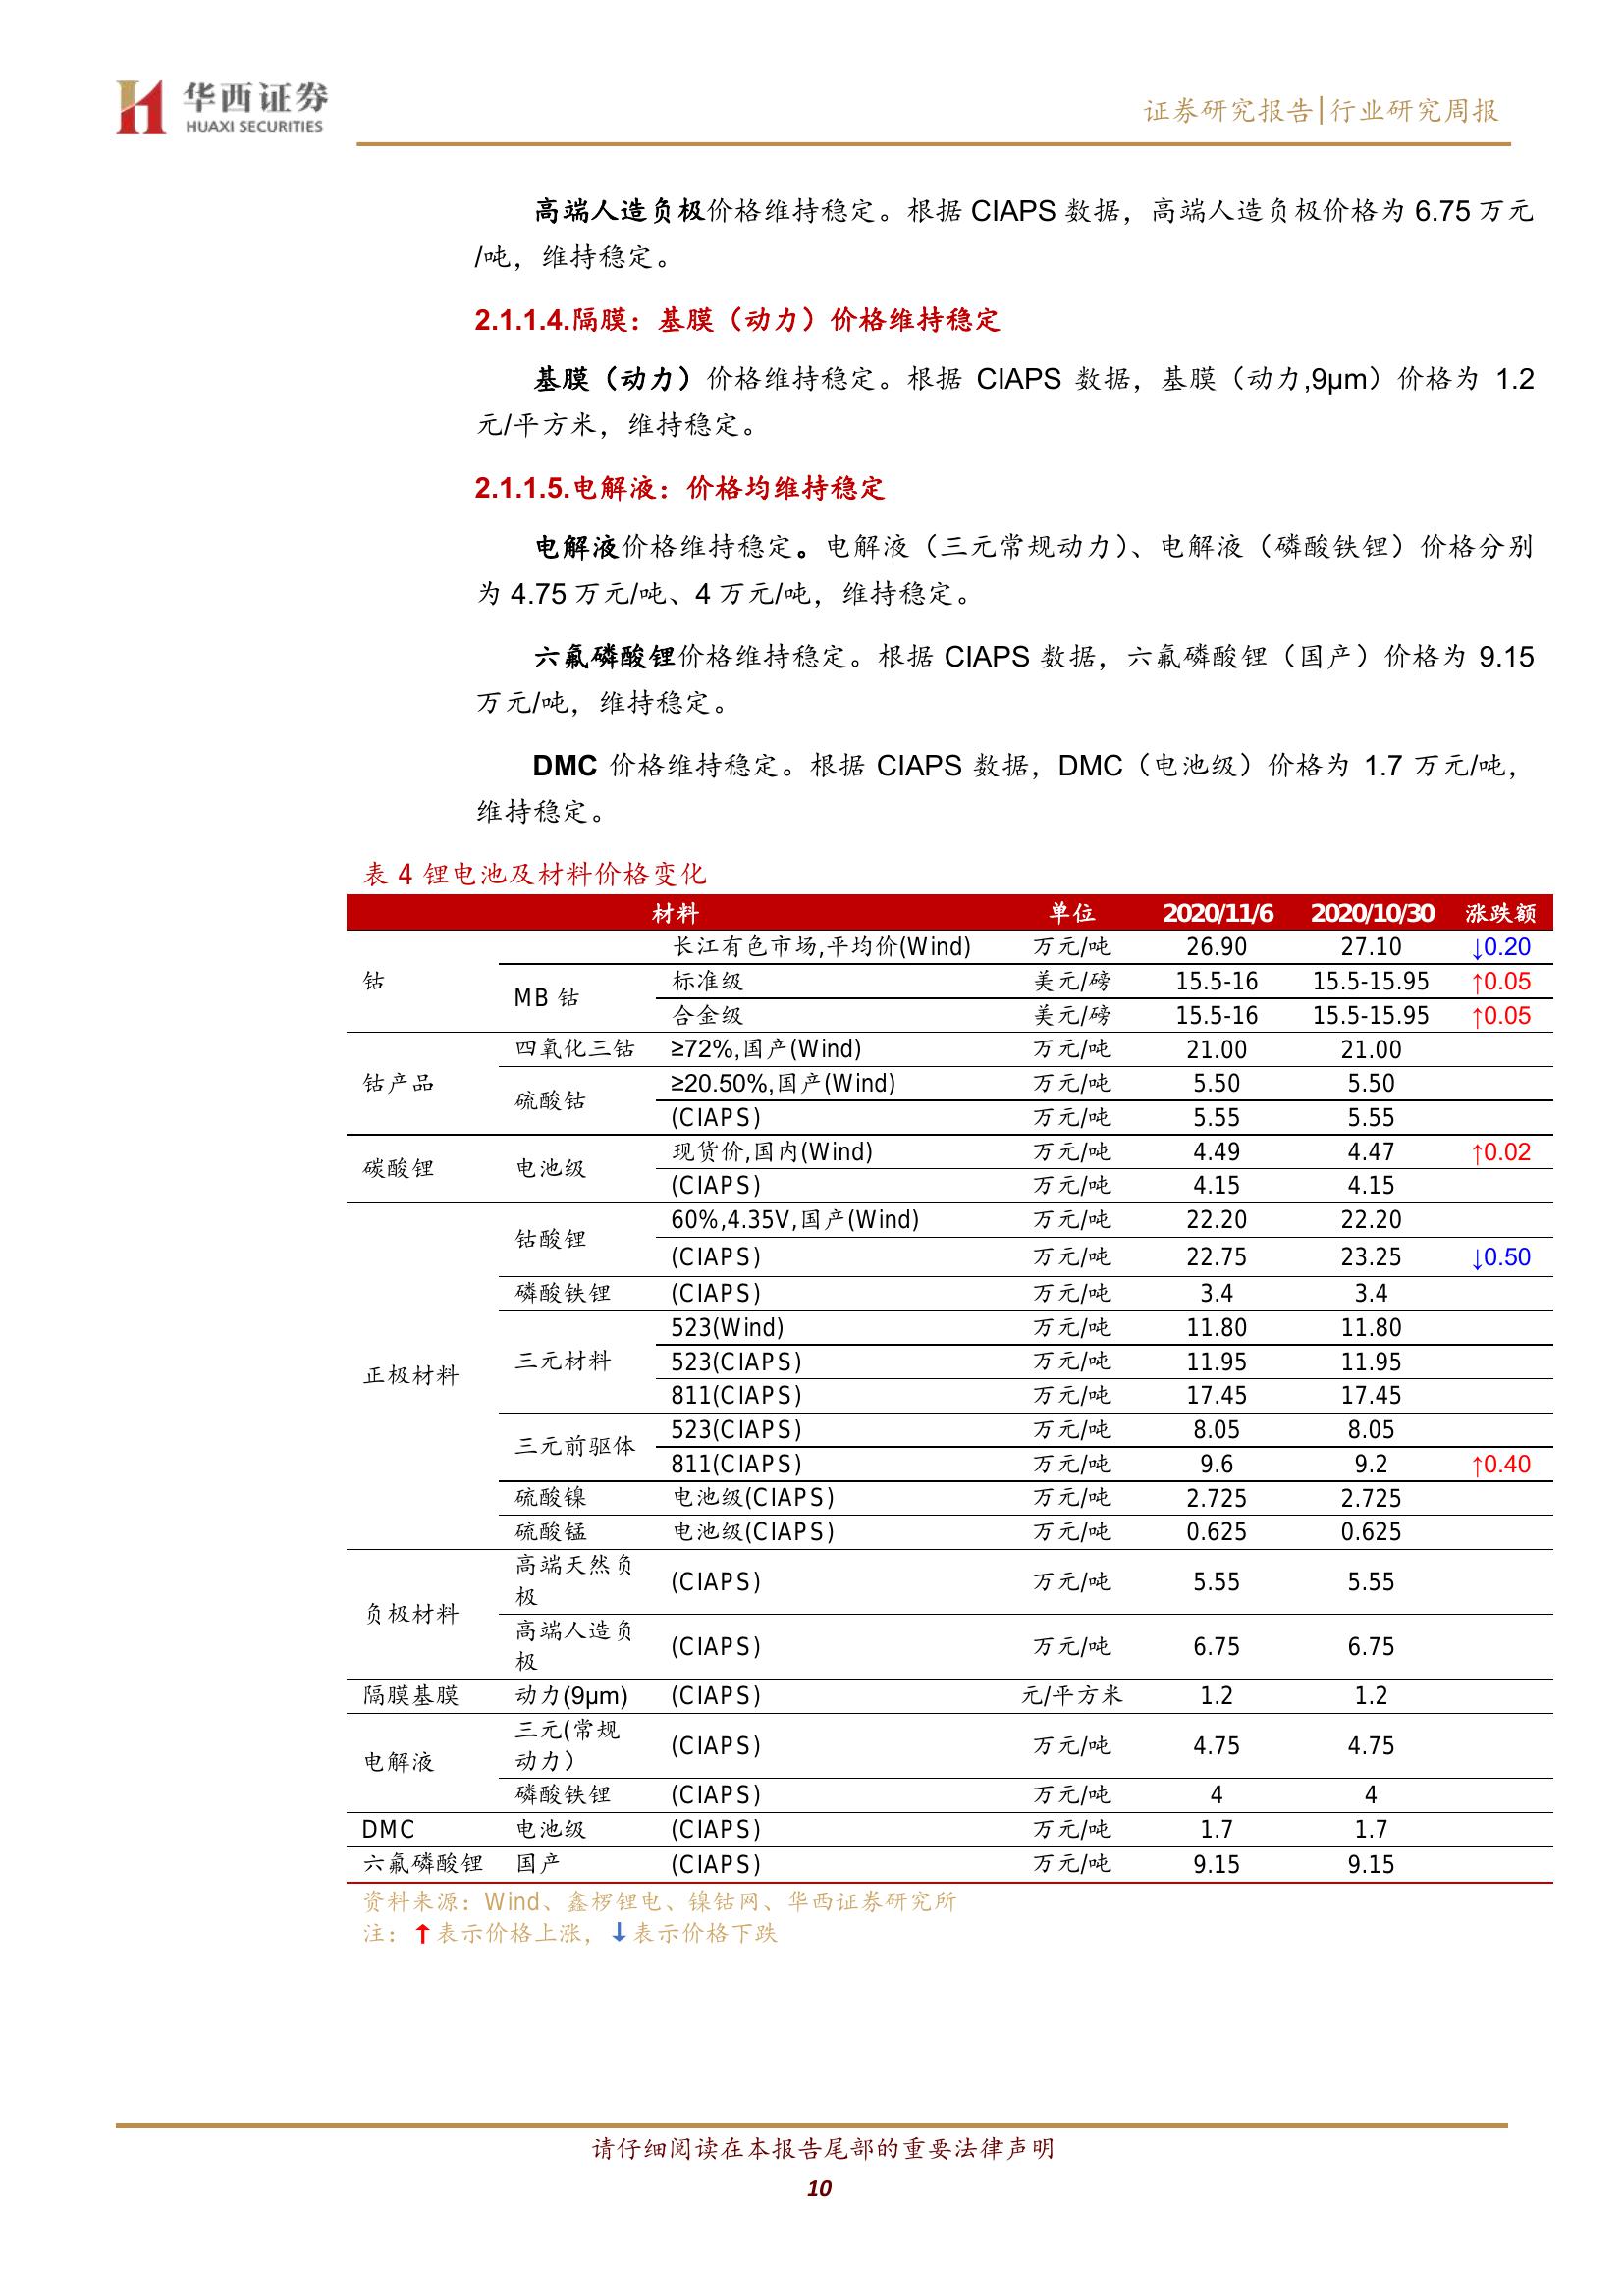 华西证券
HUAXI SECURITIES
证券研究报告|行业研究周报
高端人造负极价格维持稳定。根据 CIAPS 数据，高端人造负极价格为 6.75 万元
/吨，维持稳定。
2.1.1.4.隔膜：基膜（动力）价格维持稳定
基膜（动力）价格维持稳定。根据 CIAPS 数据，基膜（动力,9μm）价格为 1.2
元/平方米，维持稳定。
2.1.1.5.电解液：价格均维持稳定
电解液价格维持稳定。电解液（三元常规动力）、电解液（磷酸铁锂）价格分别
为 4.75 万元/吨、4 万元/吨，维持稳定。
六氟磷酸锂价格维持稳定。根据 CIAPS 数据，六氟磷酸锂（国产）价格为 9.15
万元/吨，维持稳定。
DMC 价格维持稳定。根据 CIAPS 数据，DMC（电池级）价格为 1.7 万元/吨，
维持稳定。
表 4 锂电池及材料价格变化
材料 单位 2020/11/6 2020/10/30 涨跌额
钴 长江有色市场,平均价(Wind) 万元/吨 26.90 27.10 ↓0.20
MB 钴 标准级 美元/磅 15.5-16 15.5-15.95 ↑0.05
合金级 美元/磅 15.5-16 15.5-15.95 ↑0.05
钴产品 四氧化三钴 ≥72%,国产(Wind) 万元/吨 21.00 21.00
硫酸钴 ≥20.50%,国产(Wind) 万元/吨 5.50 5.50
(CIAPS) 万元/吨 5.55 5.55
碳酸锂 电池级 现货价,国内(Wind) 万元/吨 4.49 4.47 ↑0.02
(CIAPS) 万元/吨 4.15 4.15
正极材料 钴酸锂 60%,4.35V,国产(Wind) 万元/吨 22.20 22.20
(CIAPS) 万元/吨 22.75 23.25 ↓0.50
磷酸铁锂 (CIAPS) 万元/吨 3.4 3.4
三元材料 523(Wind) 万元/吨 11.80 11.80
523(CIAPS) 万元/吨 11.95 11.95
811(CIAPS) 万元/吨 17.45 17.45
三元前驱体 523(CIAPS) 万元/吨 8.05 8.05
811(CIAPS) 万元/吨 9.6 9.2 ↑0.40
硫酸镍 电池级(CIAPS) 万元/吨 2.725 2.725
硫酸锰 电池级(CIAPS) 万元/吨 0.625 0.625
负极材料 高端天然负
极 (CIAPS) 万元/吨 5.55 5.55
高端人造负
极 (CIAPS) 万元/吨 6.75 6.75
隔膜基膜 动力(9μm) (CIAPS) 元/平方米 1.2 1.2
电解液 三元(常规
动力） (CIAPS) 万元/吨 4.75 4.75
磷酸铁锂 (CIAPS) 万元/吨 4 4
DMC 电池级 (CIAPS) 万元/吨 1.7 1.7
六氟磷酸锂 国产 (CIAPS) 万元/吨 9.15 9.15
资料来源：Wind、鑫椤锂电、镍钴网、华西证券研究所
注：↑表示价格上涨，↓表示价格下跌
请仔细阅读在本报告尾部的重要法律声明
10